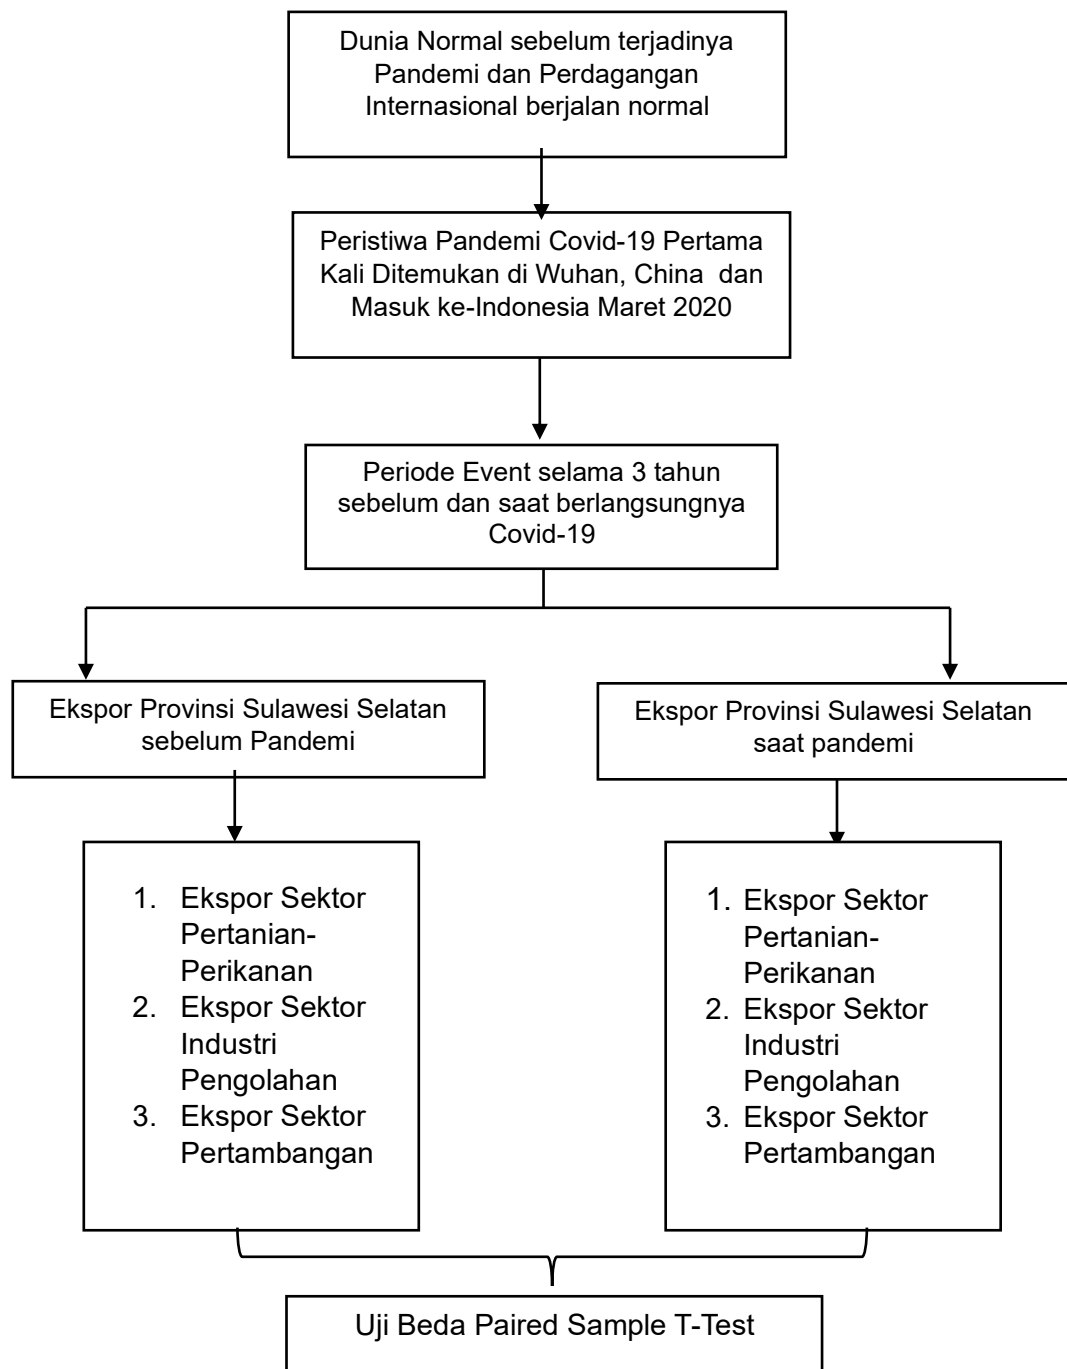 Dunia Normal sebelum terjadinya
Pandemi dan Perdagangan
Internasional berjalan normal
Peristiwa Pandemi Covid-19 Pertama
Kali Ditemukan di Wuhan, China dan
Masuk ke-Indonesia Maret 2020
Periode Event selama 3 tahun
sebelum dan saat berlangsungnya
Covid-19
Ekspor Provinsi Sulawesi Selatan
sebelum Pandemi
Ekspor Provinsi Sulawesi Selatan
saat pandemi
1. Ekspor Sektor
Pertanian-
Perikanan
2. Ekspor Sektor
Industri
Pengolahan
3. Ekspor Sektor
Pertambangan
1. Ekspor Sektor
Pertanian-
Perikanan
2. Ekspor Sektor
Industri
Pengolahan
3. Ekspor Sektor
Pertambangan
Uji Beda Paired Sample T-Test